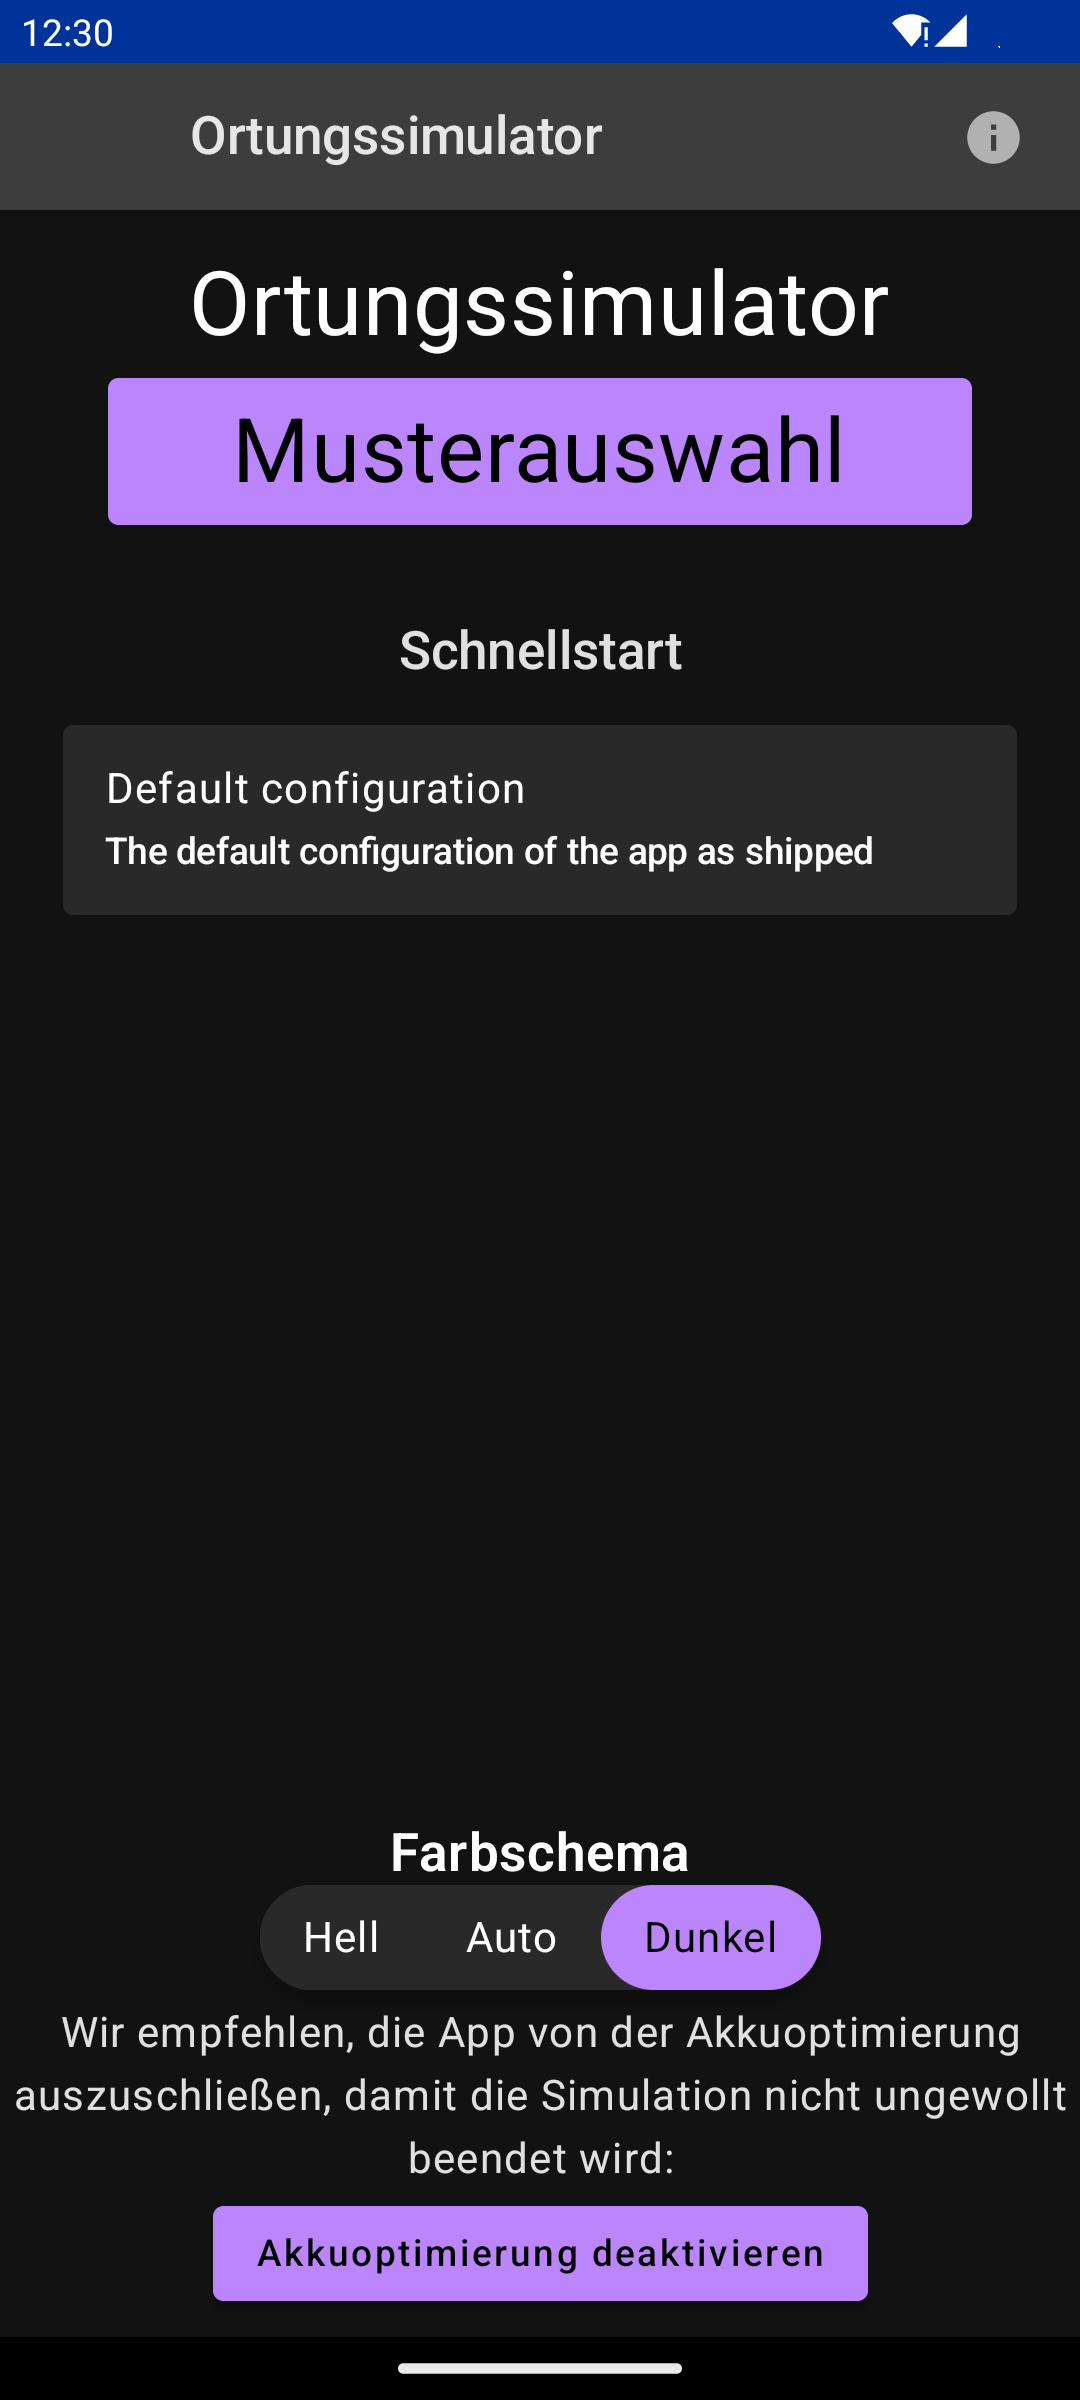 12:30
Ortungssimulator
Ortungssimulator
Musterauswahl
Schnellstart
Default configuration
The default configuration of the app as shipped
Farbschema
Hell Auto Dunkel
Wir empfehlen, die App von der Akkuoptimierung
auszuschließen, damit die Simulation nicht ungewollt
beendet wird:
Akkuoptimierung deaktivieren